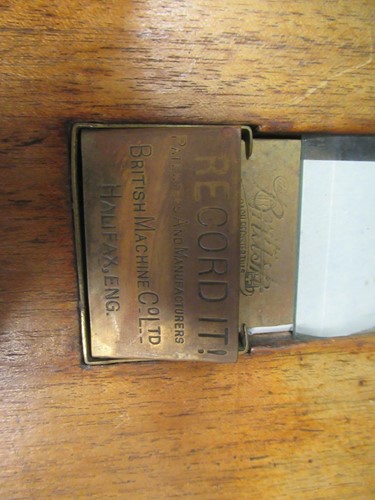 RECORD IT!
AND MANUFACTURERS
BRITISH MACHINE CO LTD
HALIFAX, ENG.
British